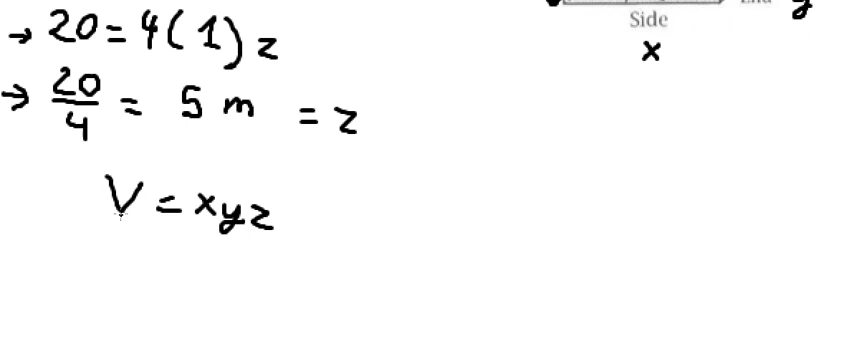 → 20 = 4(1)z
→ 20/4 = 5 m = z
V = xyz
Side
x
y